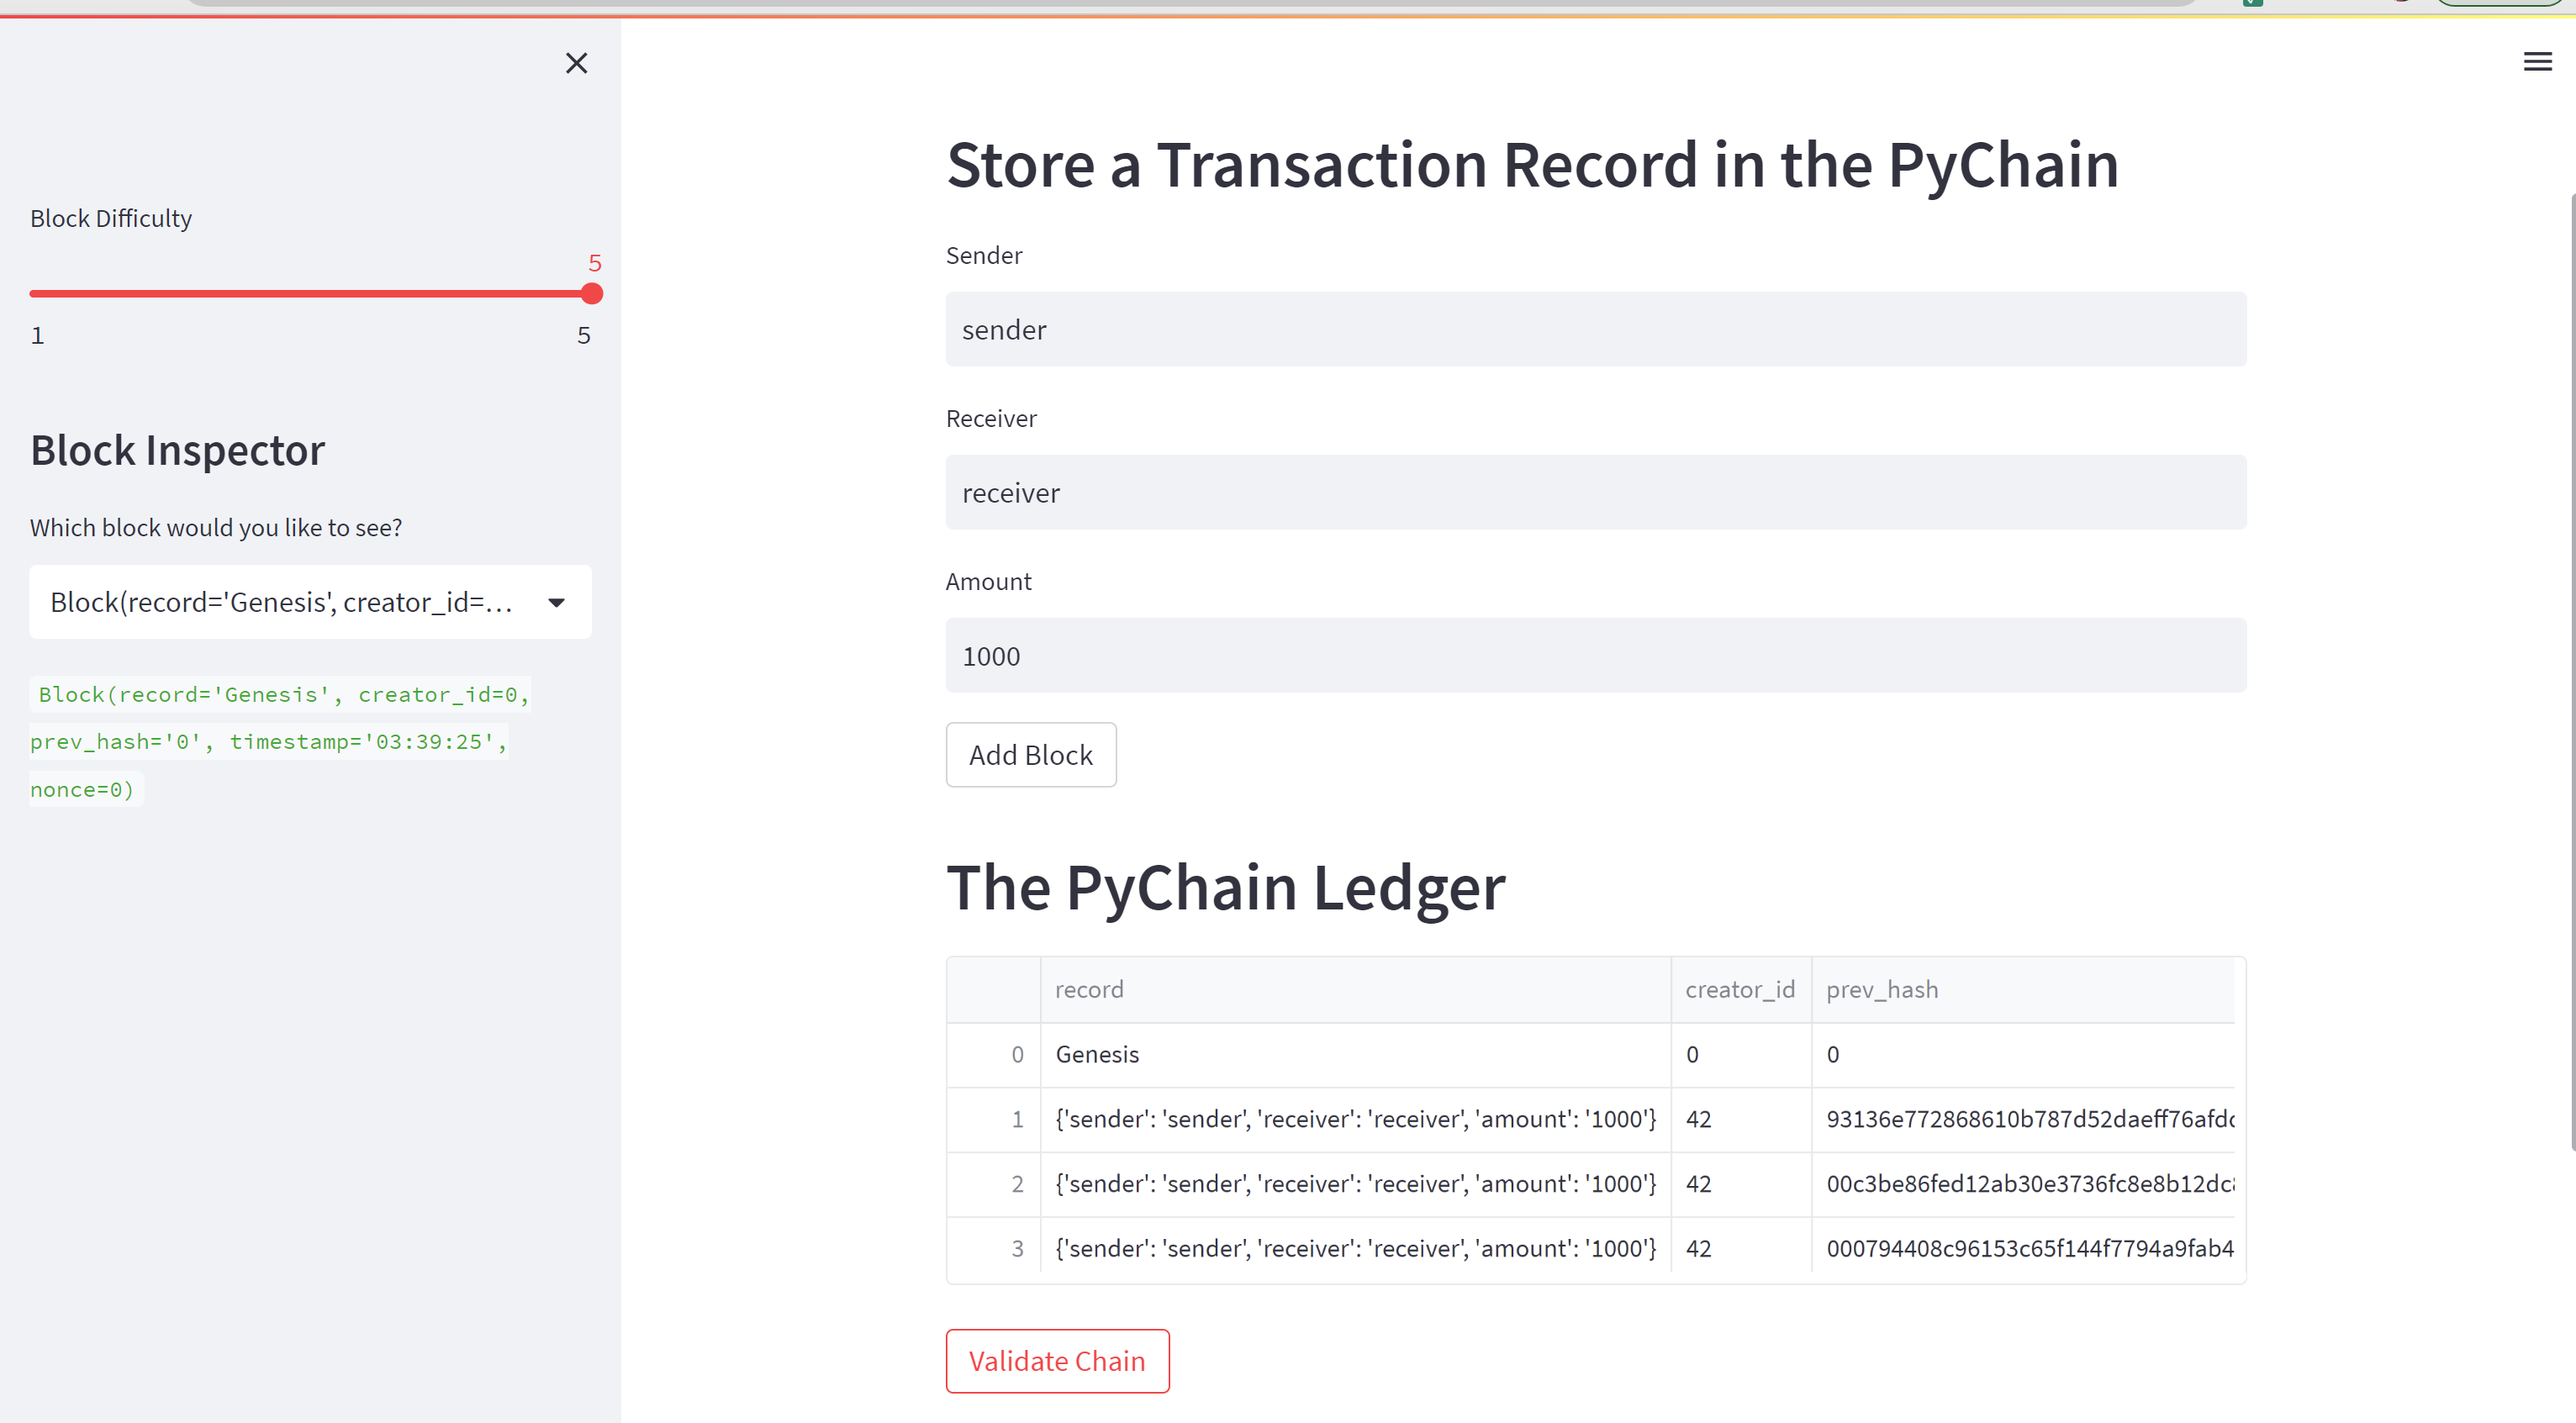 Block Difficulty
5
1 5
Block Inspector
Which block would you like to see?
Block(record='Genesis', creator_id=...
Block(record='Genesis', creator_id=0,
prev_hash='0', timestamp='03:39:25',
nonce=0)
Store a Transaction Record in the PyChain
Sender
sender
Receiver
receiver
Amount
1000
Add Block
The PyChain Ledger
record creator_id prev_hash
0 Genesis 0 0
1 {'sender': 'sender', 'receiver': 'receiver', 'amount': '1000'} 42 93136e772868610b787d52daeff76afdc
2 {'sender': 'sender', 'receiver': 'receiver', 'amount': '1000'} 42 00c3be86fed12ab30e3736fc8e8b12dc
3 {'sender': 'sender', 'receiver': 'receiver', 'amount': '1000'} 42 000794408c96153c65f144f7794a9fab4
Validate Chain